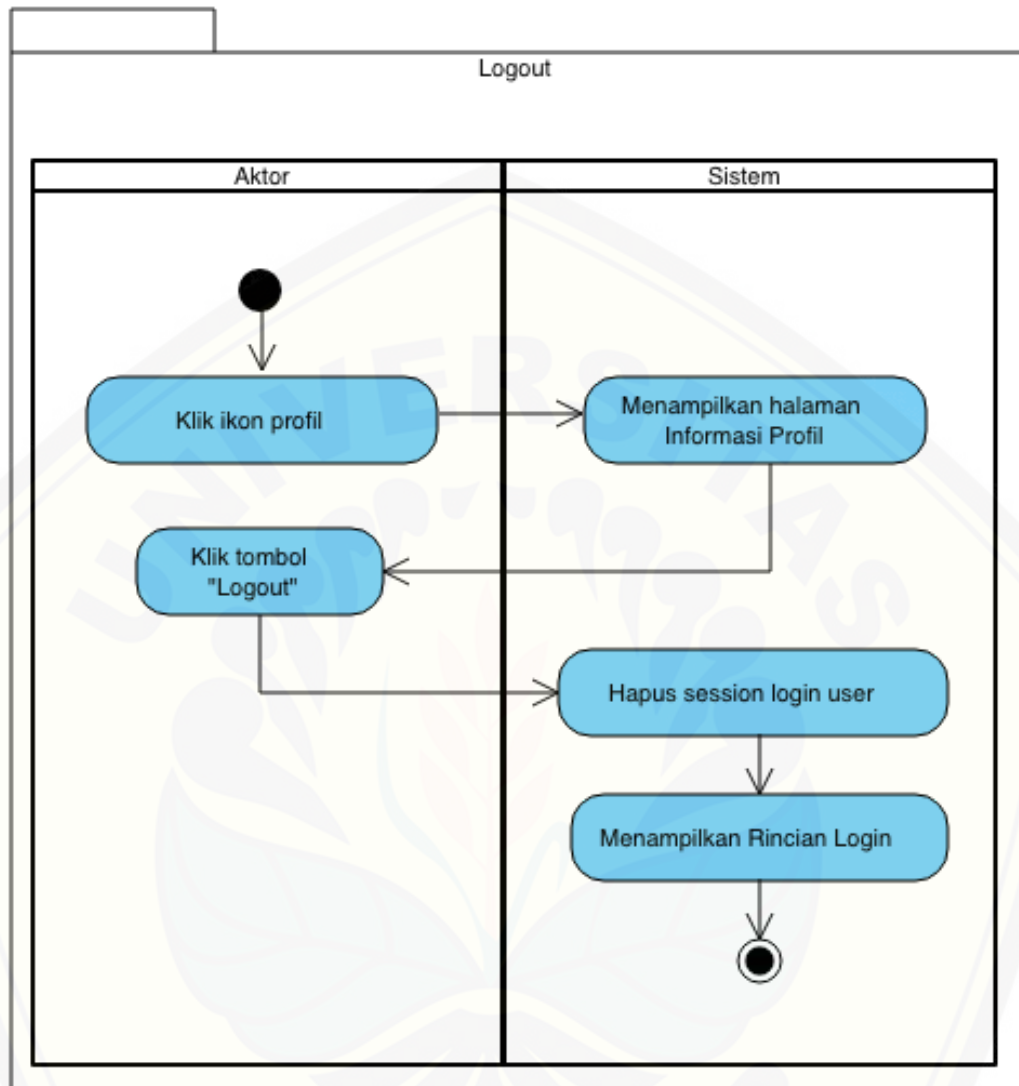 Logout
Aktor
Sistem
Klik ikon profil
Menampilkan halaman
Informasi Profil
Klik tombol
"Logout"
Hapus session login user
Menampilkan Rincian Login
UNIVERSITAS